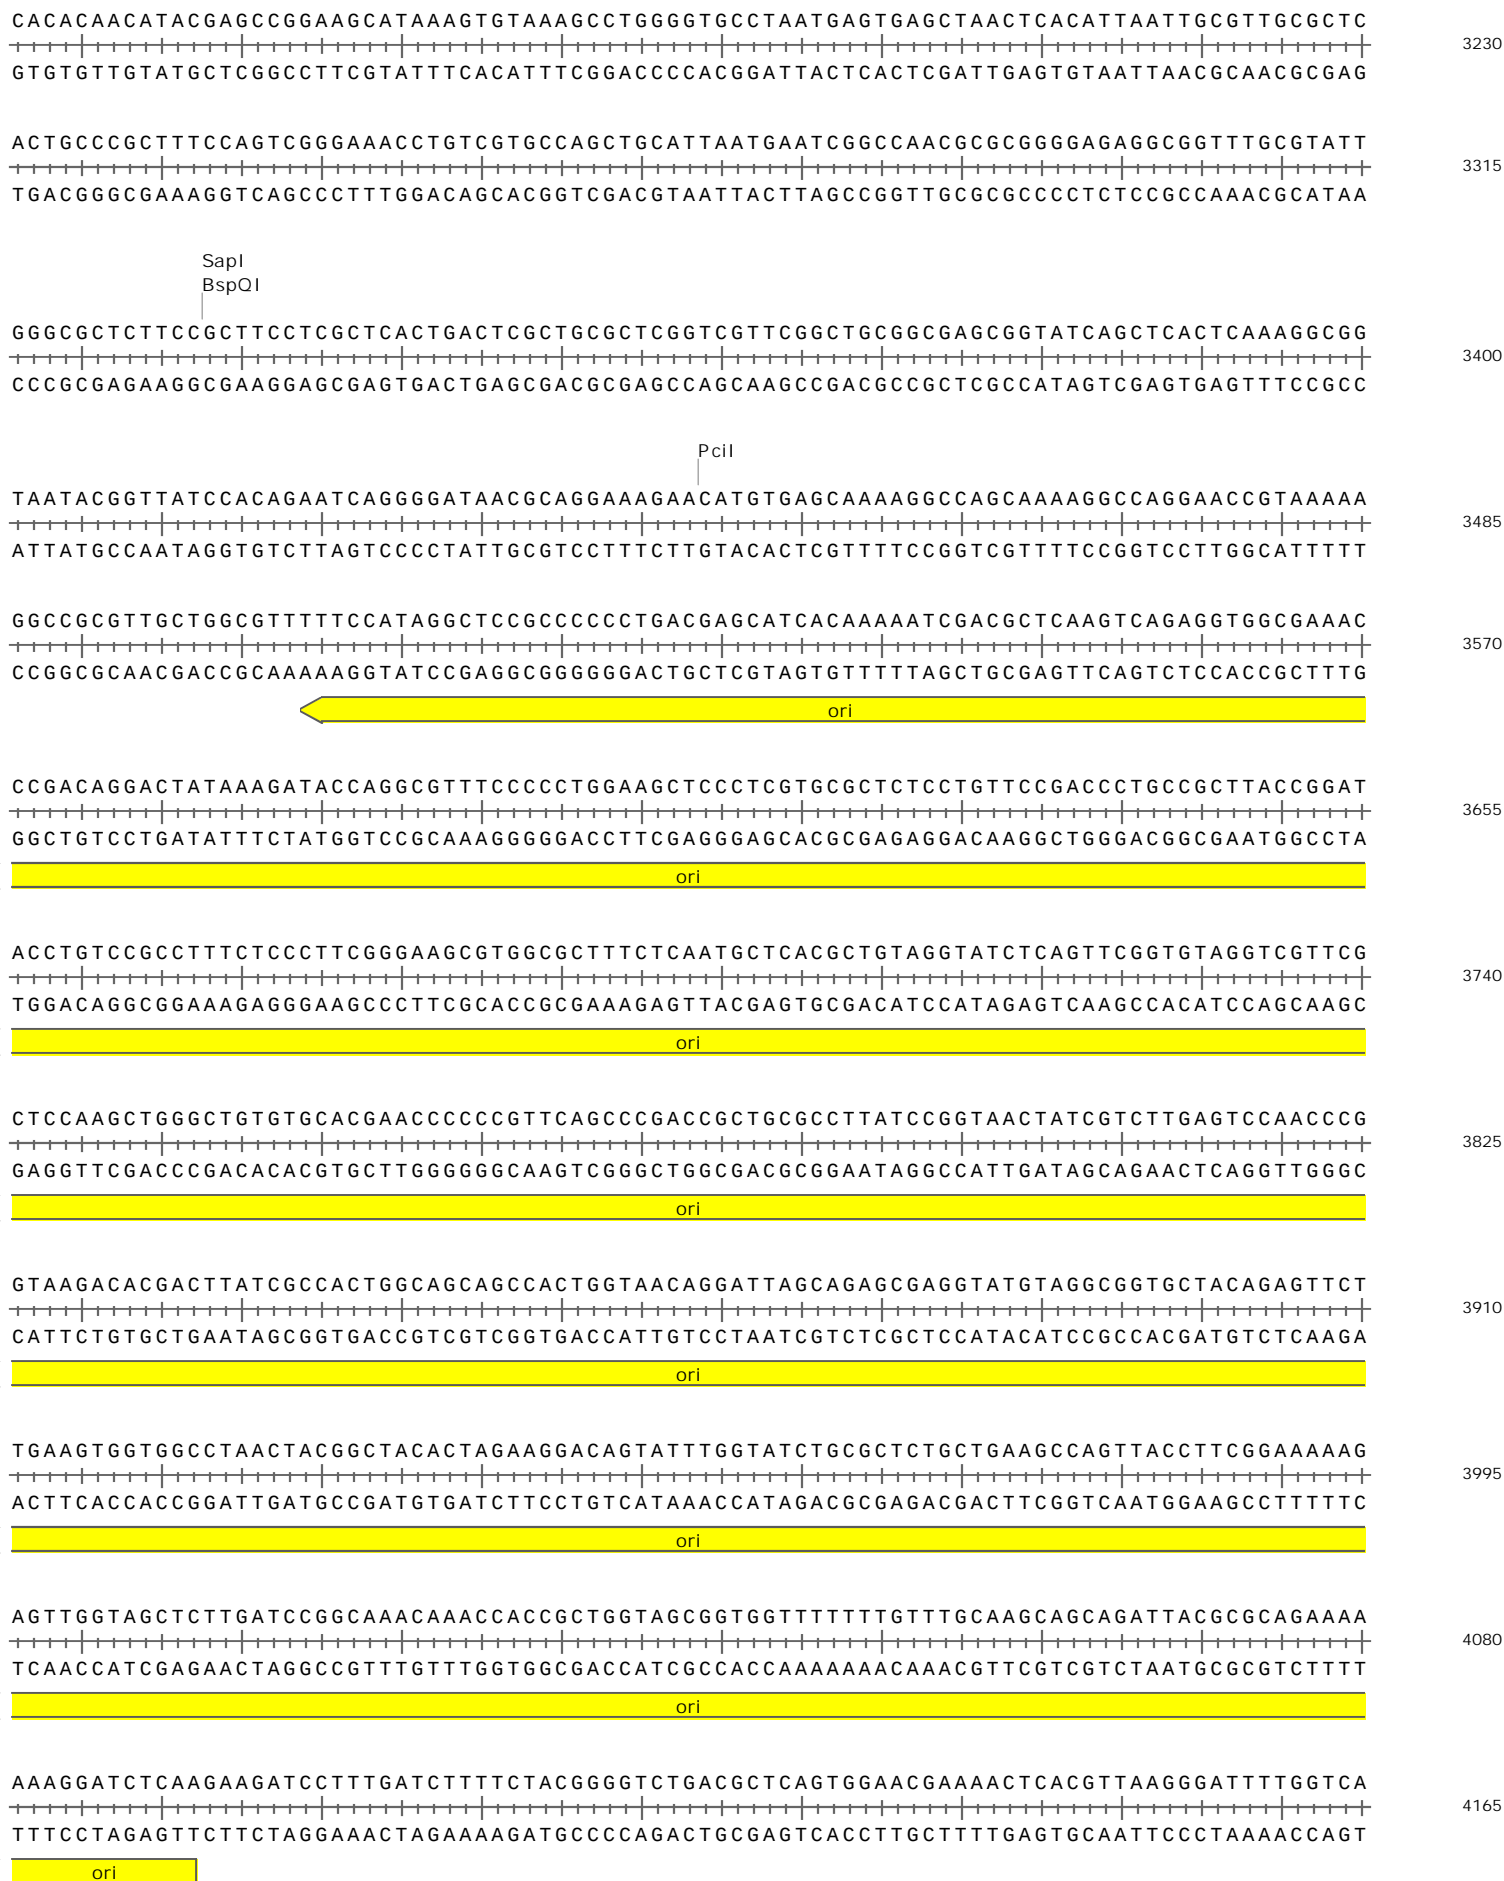 CACACAACATACGAGCCGGAAGCATAAAGTGTAAAGCCTGGGGTGCCTAATGAGTGAGCTAACTCACATTAATTGCGTTGCGCTC
3230
GTGTGTTGTATGCTCGGCCTTCGTATTTCACATTTCGGACCCCACGGATTACTCACTCGATTGAGTGTAATTAACGCAACGCGAG
ACTGCCCGCTTTCCAGTCGGGAAACCTGTCGTGCCAGCTGCATTAATGAATCGGCCAACGCGCGGGGAGAGGCGGTTTGCGTATT
3315
TGACGGGCGAAAGGTCAGCCCTTTGGACAGCACGGTCGACGTAATTACTTAGCCGGTTGCGCGCCCCTCTCCGCCAAACGCATAA
SapI
BspQI
GGGCGCTCTTCCGCTTCCTCGCTCACTGACTCGCTGCGCTCGGTCGTTCGGCTGCGGCGAGCGGTATCAGCTCACTCAAAGGCGG
3400
CCCGCGAGAAGGCGAAGGAGCGAGTGACTGAGCGACGCGAGCCAGCAAGCCGACGCCGCTCGCCATAGTCGAGTGAGTTTCCGCC
PciI
TAATACGGTTATCCACAGAATCAGGGGATAACGCAGGAAAGAACATGTGAGCAAAAGGCCAGCAAAAGGCCAGGAACCGTAAAAA
3485
ATTATGCCAATAGGTGTCTTAGTCCCCTATTGCGTCCTTTCTTGTACACTCGTTTTCCGGTCGTTTTCCGGTCCTTGGCATTTTT
GGCCGCGTTGCTGGCGTTTTTCCATAGGCTCCGCCCCCCTGACGAGCATCACAAAAATCGACGCTCAAGTCAGAGGTGGCGAAAC
3570
CCGGCGCAACGACCGCAAAAAGGTATCCGAGGCGGGGGGACTGCTCGTAGTGTTTTTAGCTGCGAGTTCAGTCTCCACCGCTTTG
ori
CCGACAGGACTATAAAGATACCAGGCGTTTCCCCCTGGAAGCTCCCTCGTGCGCTCTCCTGTTCCGACCCTGCCGCTTACCGGAT
3655
GGCTGTCCTGATATTTCTATGGTCCGCAAAGGGGGACCTTCGAGGGAGCACGCGAGAGGACAAGGCTGGGACGGCGAATGGCCTA
ori
ACCTGTCCGCCTTTCTCCCTTCGGGAAGCGTGGCGCTTTCTCAATGCTCACGCTGTAGGTATCTCAGTTCGGTGTAGGTCGTTCG
3740
TGGACAGGCGGAAAGAGGGAAGCCCTTCGCACCGCGAAAGAGTTACGAGTGCGACATCCATAGAGTCAAGCCACATCCAGCAAGC
ori
CTCCAAGCTGGGCTGTGTGCACGAACCCCCCGTTCAGCCCGACCGCTGCGCCTTATCCGGTAACTATCGTCTTGAGTCCAACCCG
3825
GAGGTTCGACCCGACACACGTGCTTGGGGGGCAAGTCGGGCTGGCGACGCGGAATAGGCCATTGATAGCAGAACTCAGGTTGGGC
ori
GTAAGACACGACTTATCGCCACTGGCAGCAGCCACTGGTAACAGGATTAGCAGAGCGAGGTATGTAGGCGGTGCTACAGAGTTCT
3910
CATTCTGTGCTGAATAGCGGTGACCGTCGTCGGTGACCATTGTCCTAATCGTCTCGCTCCATACATCCGCCACGATGTCTCAAGA
ori
TGAAGTGGTGGCCTAACTACGGCTACACTAGAAGGACAGTATTTGGTATCTGCGCTCTGCTGAAGCCAGTTACCTTCGGAAAAAG
3995
ACTTCACCACCGGATTGATGCCGATGTGATCTTCCTGTCATAAACCATAGACGCGAGACGACTTCGGTCAATGGAAGCCTTTTTC
ori
AGTTGGTAGCTCTTGATCCGGCAAACAAACCACCGCTGGTAGCGGTGGTTTTTTTGTTTGCAAGCAGCAGATTACGCGCAGAAAA
4080
TCAACCATCGAGAACTAGGCCGTTTGTTTGGTGGCGACCATCGCCACCAAAAAAACAAACGTTCGTCGTCTAATGCGCGTCTTTT
ori
AAAGGATCTCAAGAAGATCCTTTGATCTTTTCTACGGGGTCTGACGCTCAGTGGAACGAAAACTCACGTTAAGGGATTTTGGTCA
4165
TTTCCTAGAGTTCTTCTAGGAAACTAGAAAAGATGCCCCAGACTGCGAGTCACCTTGCTTTTGAGTGCAATTCCCTAAAACCAGT
ori